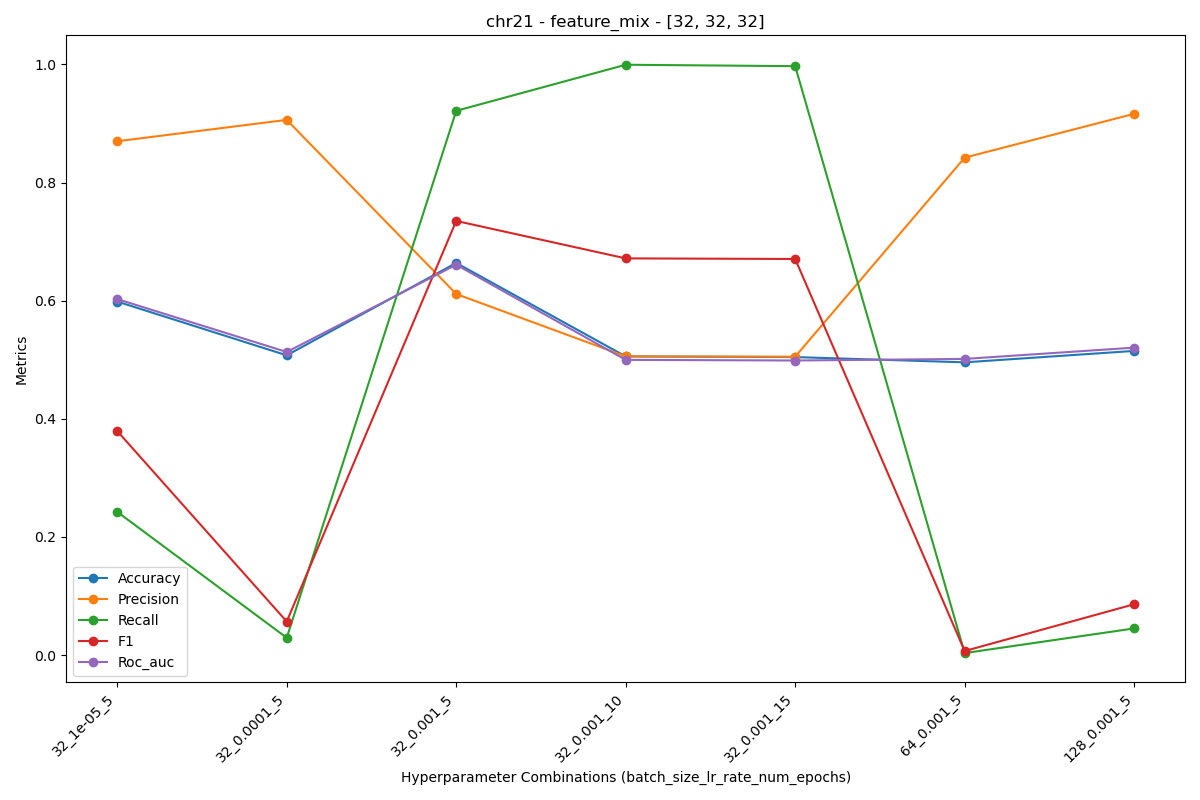 chr21 - feature_mix - [32, 32, 32]
Metrics
1.0
0.8
0.6
0.4
0.2
0.0
Accuracy
Precision
Recall
F1
Roc_auc
32_1e-05_5
32_0.0001_5
32_0.001_5
32_0.001_10
32_0.001_15
64_0.001_5
128_0.001_5
Hyperparameter Combinations (batch_size_lr_rate_num_epochs)